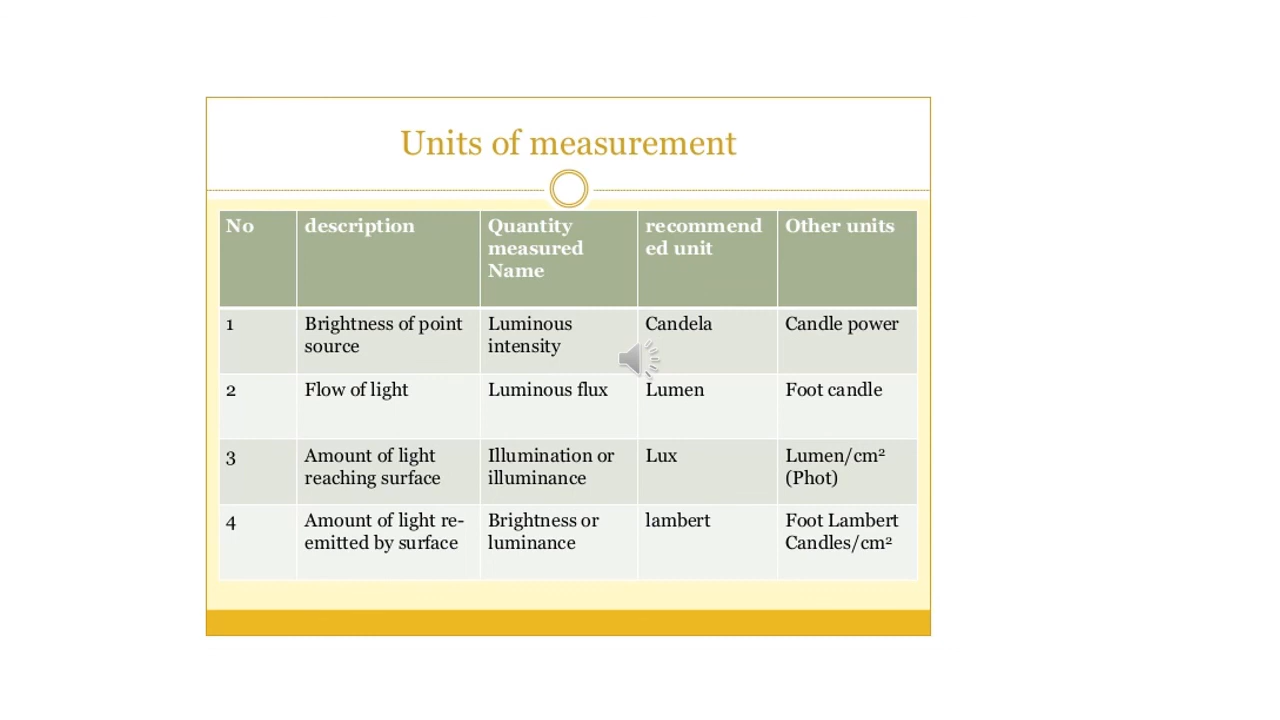 Units of measurement
No description Quantity measured Name recommended unit Other units
1 Brightness of point source Luminous intensity Candela Candle power
2 Flow of light Luminous flux Lumen Foot candle
3 Amount of light reaching surface Illumination or illuminance Lux Lumen/cm² (Phot)
4 Amount of light re-emitted by surface Brightness or luminance lambert Foot Lambert Candles/cm²